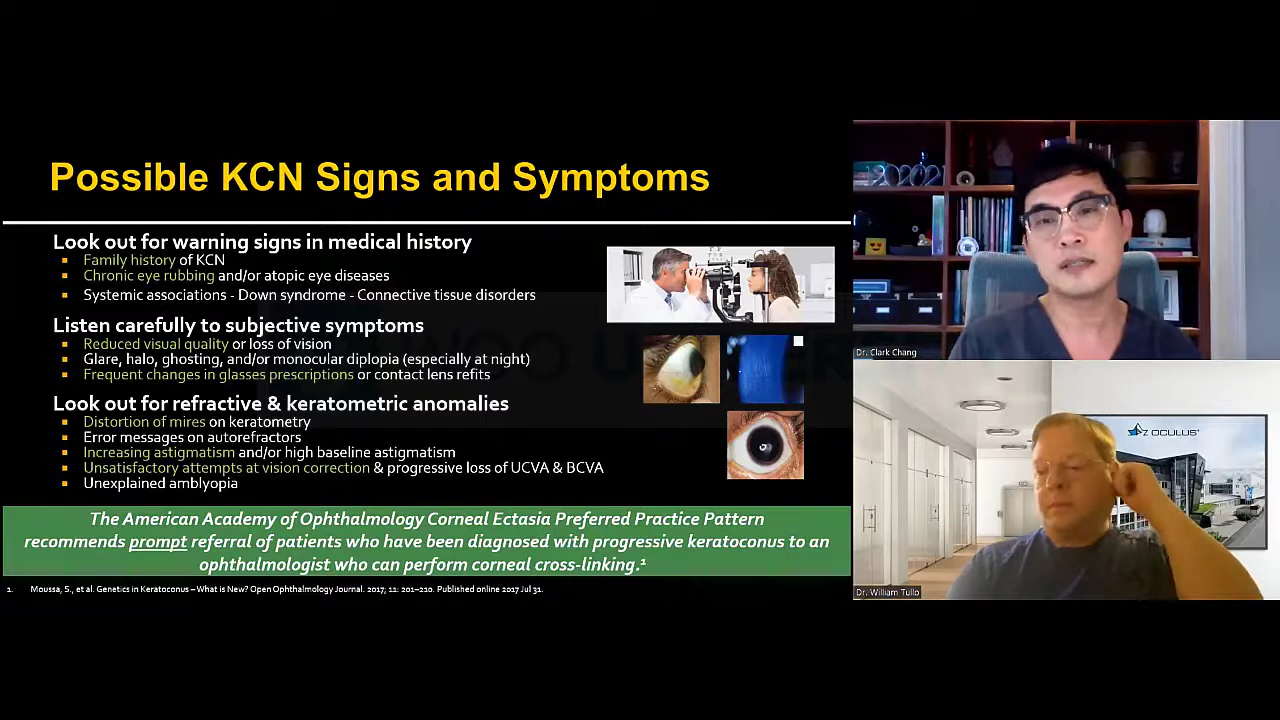 Possible KCN Signs and Symptoms
Look out for warning signs in medical history
Family history of KCN
Chronic eye rubbing and/or atopic eye diseases
Systemic associations - Down syndrome - Connective tissue disorders
Listen carefully to subjective symptoms
Reduced visual quality or loss of vision
Glare, halo, ghosting, and/or monocular diplopia (especially at night)
Frequent changes in glasses prescriptions or contact lens refits
Look out for refractive & keratometric anomalies
Distortion of mires on keratometry
Error messages on autorefractors
Increasing astigmatism and/or high baseline astigmatism
Unsatisfactory attempts at vision correction & progressive loss of UCVA & BCVA
Unexplained amblyopia
The American Academy of Ophthalmology Corneal Ectasia Preferred Practice Pattern
recommends prompt referral of patients who have been diagnosed with progressive keratoconus to an
ophthalmologist who can perform corneal cross-linking.¹
1. Moussa, S., et al. Genetics in Keratoconus – What is New? Open Ophthalmology Journal. 2017; 11: 201–210. Published online 2017 Jul 31.
Dr. Clark Chang
OCULUS
Dr. William Tullo